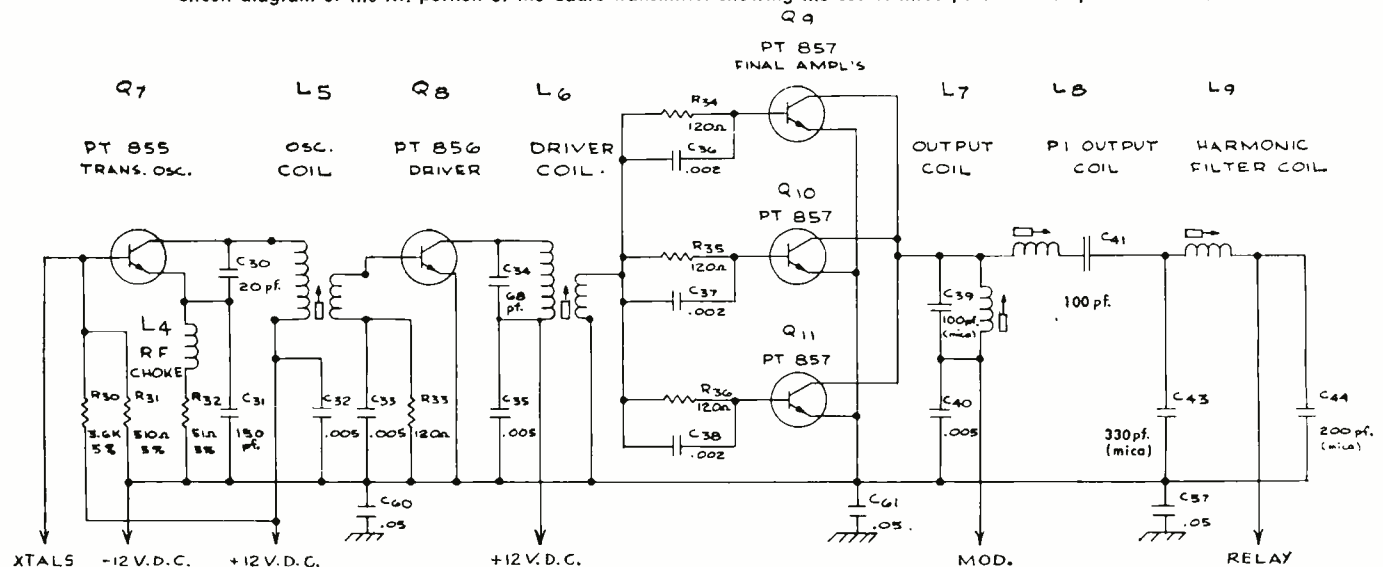 Q9
PT 857
FINAL AMPL'S
Q7
L5
Q8
L6
L7
L8
L9
PT 855
TRANS. OSC.
OSC.
COIL
PT 856
DRIVER
DRIVER
COIL.
OUTPUT
COIL
PI OUTPUT
COIL
HARMONIC
FILTER COIL
R34
120Ω
C36
.002
Q10
PT 857
R35
120Ω
C37
.002
Q11
PT 857
R36
120Ω
C38
.002
C30
20 pf.
C34
68
pf.
C39
100pf.
(mica)
C41
100 pf.
L4
RF
CHOKE
R30
3.6K
5%
R31
510Ω
5%
R32
51Ω
5%
C31
150
pf.
C32
.005
C33
.005
R33
120Ω
C35
.005
C40
.005
C43
330 pf.
(mica)
C44
200 pf.
(mica)
C60
.05
C61
.05
C57
.05
XTALS
-12 V.D.C.
+12 V.D.C.
+12 V.D.C.
MOD.
RELAY